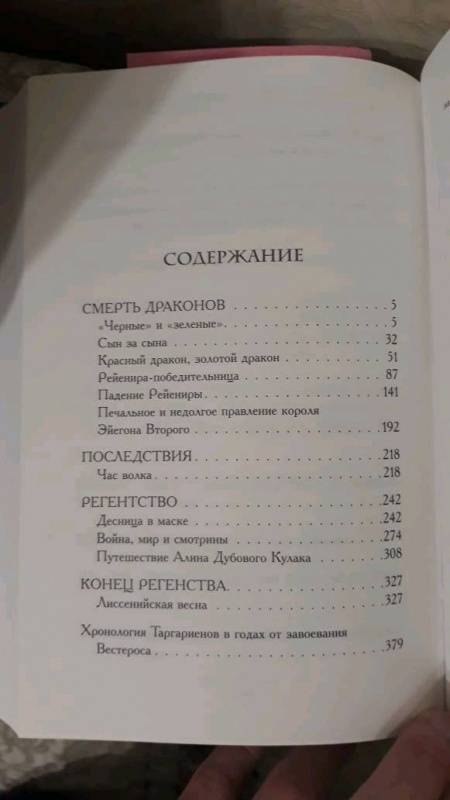 СОДЕРЖАНИЕ
СМЕРТЬ ДРАКОНОВ . . . . . . . . . . . . . . . 5
«Черные» и «зеленые». . . . . . . . . . . . . . . 5
Сын за сына . . . . . . . . . . . . . . . . . . 32
Красный дракон, золотой дракон . . . . . . . . . 51
Рейенира-победительница . . . . . . . . . . . . . 87
Падение Рейениры . . . . . . . . . . . . . . . 141
Печальное и недолгое правление короля
Эйегона Второго . . . . . . . . . . . . . . . . 192
ПОСЛЕДСТВИЯ. . . . . . . . . . . . . . . . . 218
Час волка . . . . . . . . . . . . . . . . . . . 218
РЕГЕНТСТВО . . . . . . . . . . . . . . . . . 242
Десница в маске . . . . . . . . . . . . . . . . 242
Война, мир и смотрины . . . . . . . . . . . . . 274
Путешествие Алина Дубового Кулака . . . . . . . 308
КОНЕЦ РЕГЕНСТВА. . . . . . . . . . . . . . . 327
Лиссенийская весна . . . . . . . . . . . . . . 327
Хронология Таргариенов в годах от завоевания
Вестероса . . . . . . . . . . . . . . . . . . . 379